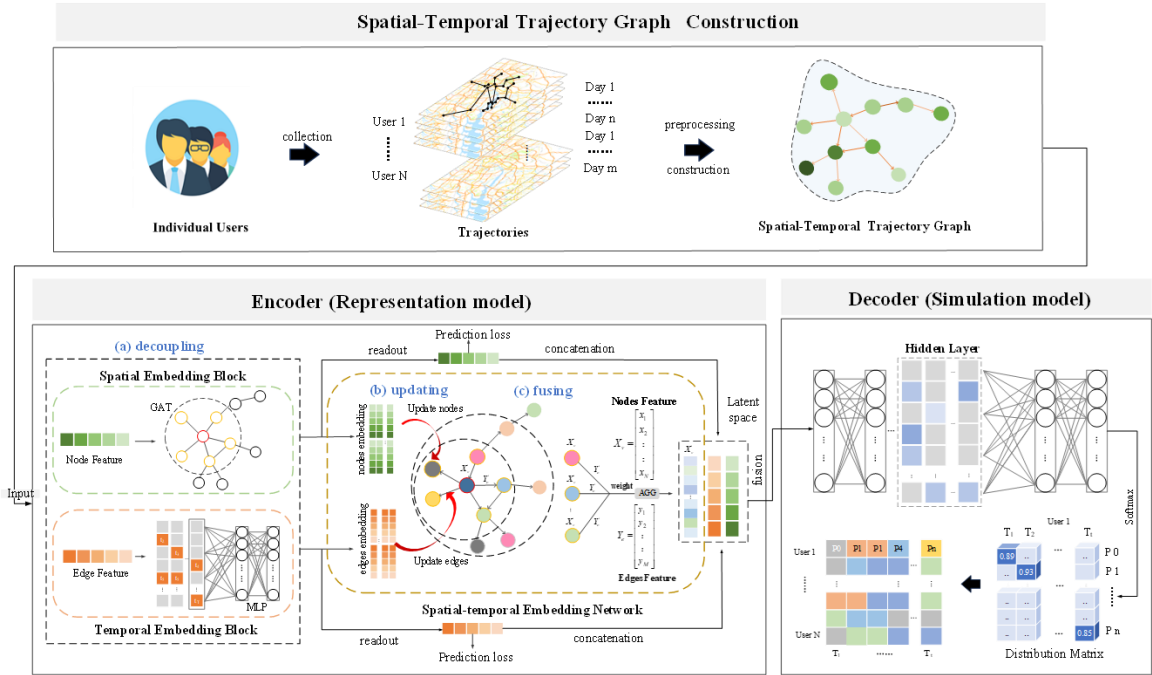 Spatial-Temporal Trajectory Graph Construction
Individual Users
collection
User 1
User N
Trajectories
Day 1
......
Day n
Day 1
......
Day m
preprocessing
construction
Spatial-Temporal Trajectory Graph
Input
Encoder (Representation model)
(a) decoupling
Spatial Embedding Block
GAT
Node Feature
Edge Feature
MLP
Temporal Embedding Block
readout
Prediction loss
concatenation
(b) updating
(c) fusing
nodes embedding
Update nodes
edges embedding
Update edges
Nodes Feature
weight
AGG
Edges Feature
Spatial-temporal Embedding Network
readout
Prediction loss
concatenation
Latent
space
fusion
Decoder (Simulation model)
Hidden Layer
Softmax
User 1
P0 P1 P1 P4 ... Pn
User N
User 1
0.89
0.93
0.85
P 0
P 1
P n
Distribution Matrix